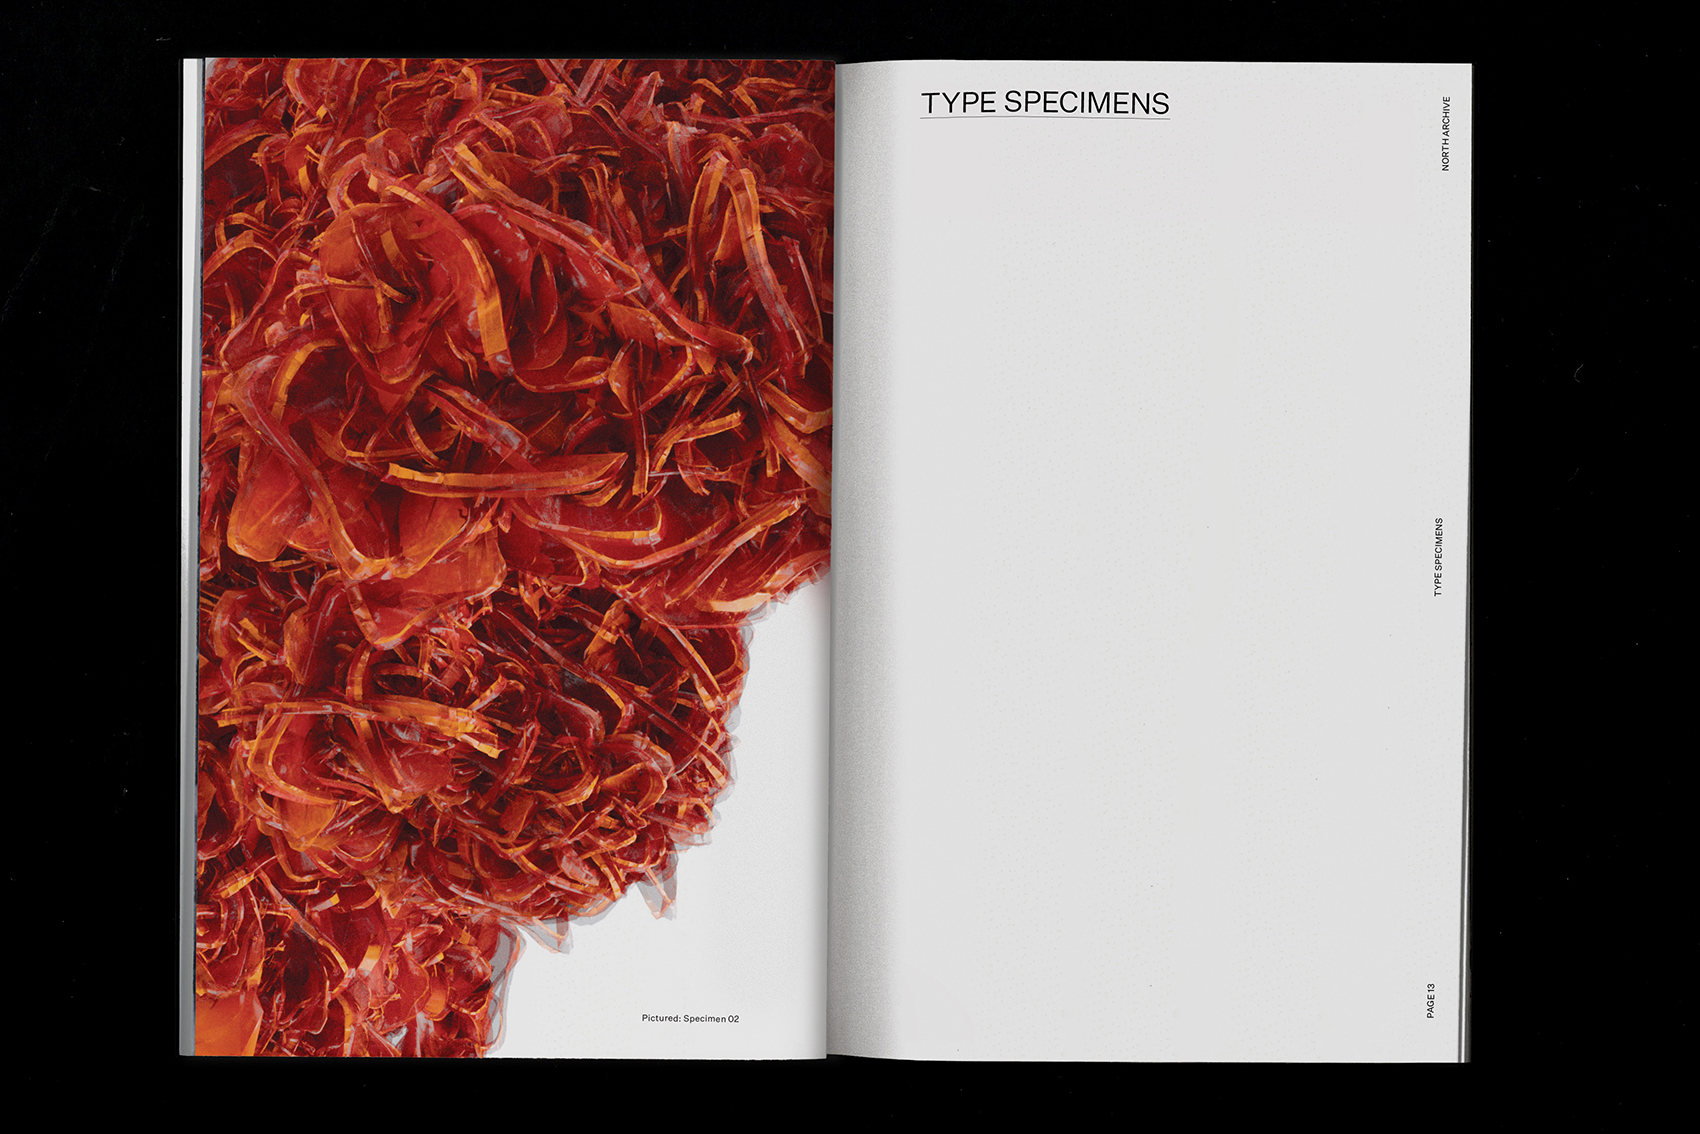 Pictured: Specimen 02
TYPE SPECIMENS
NORTH ARCHIVE
TYPE SPECIMENS
PAGE 13